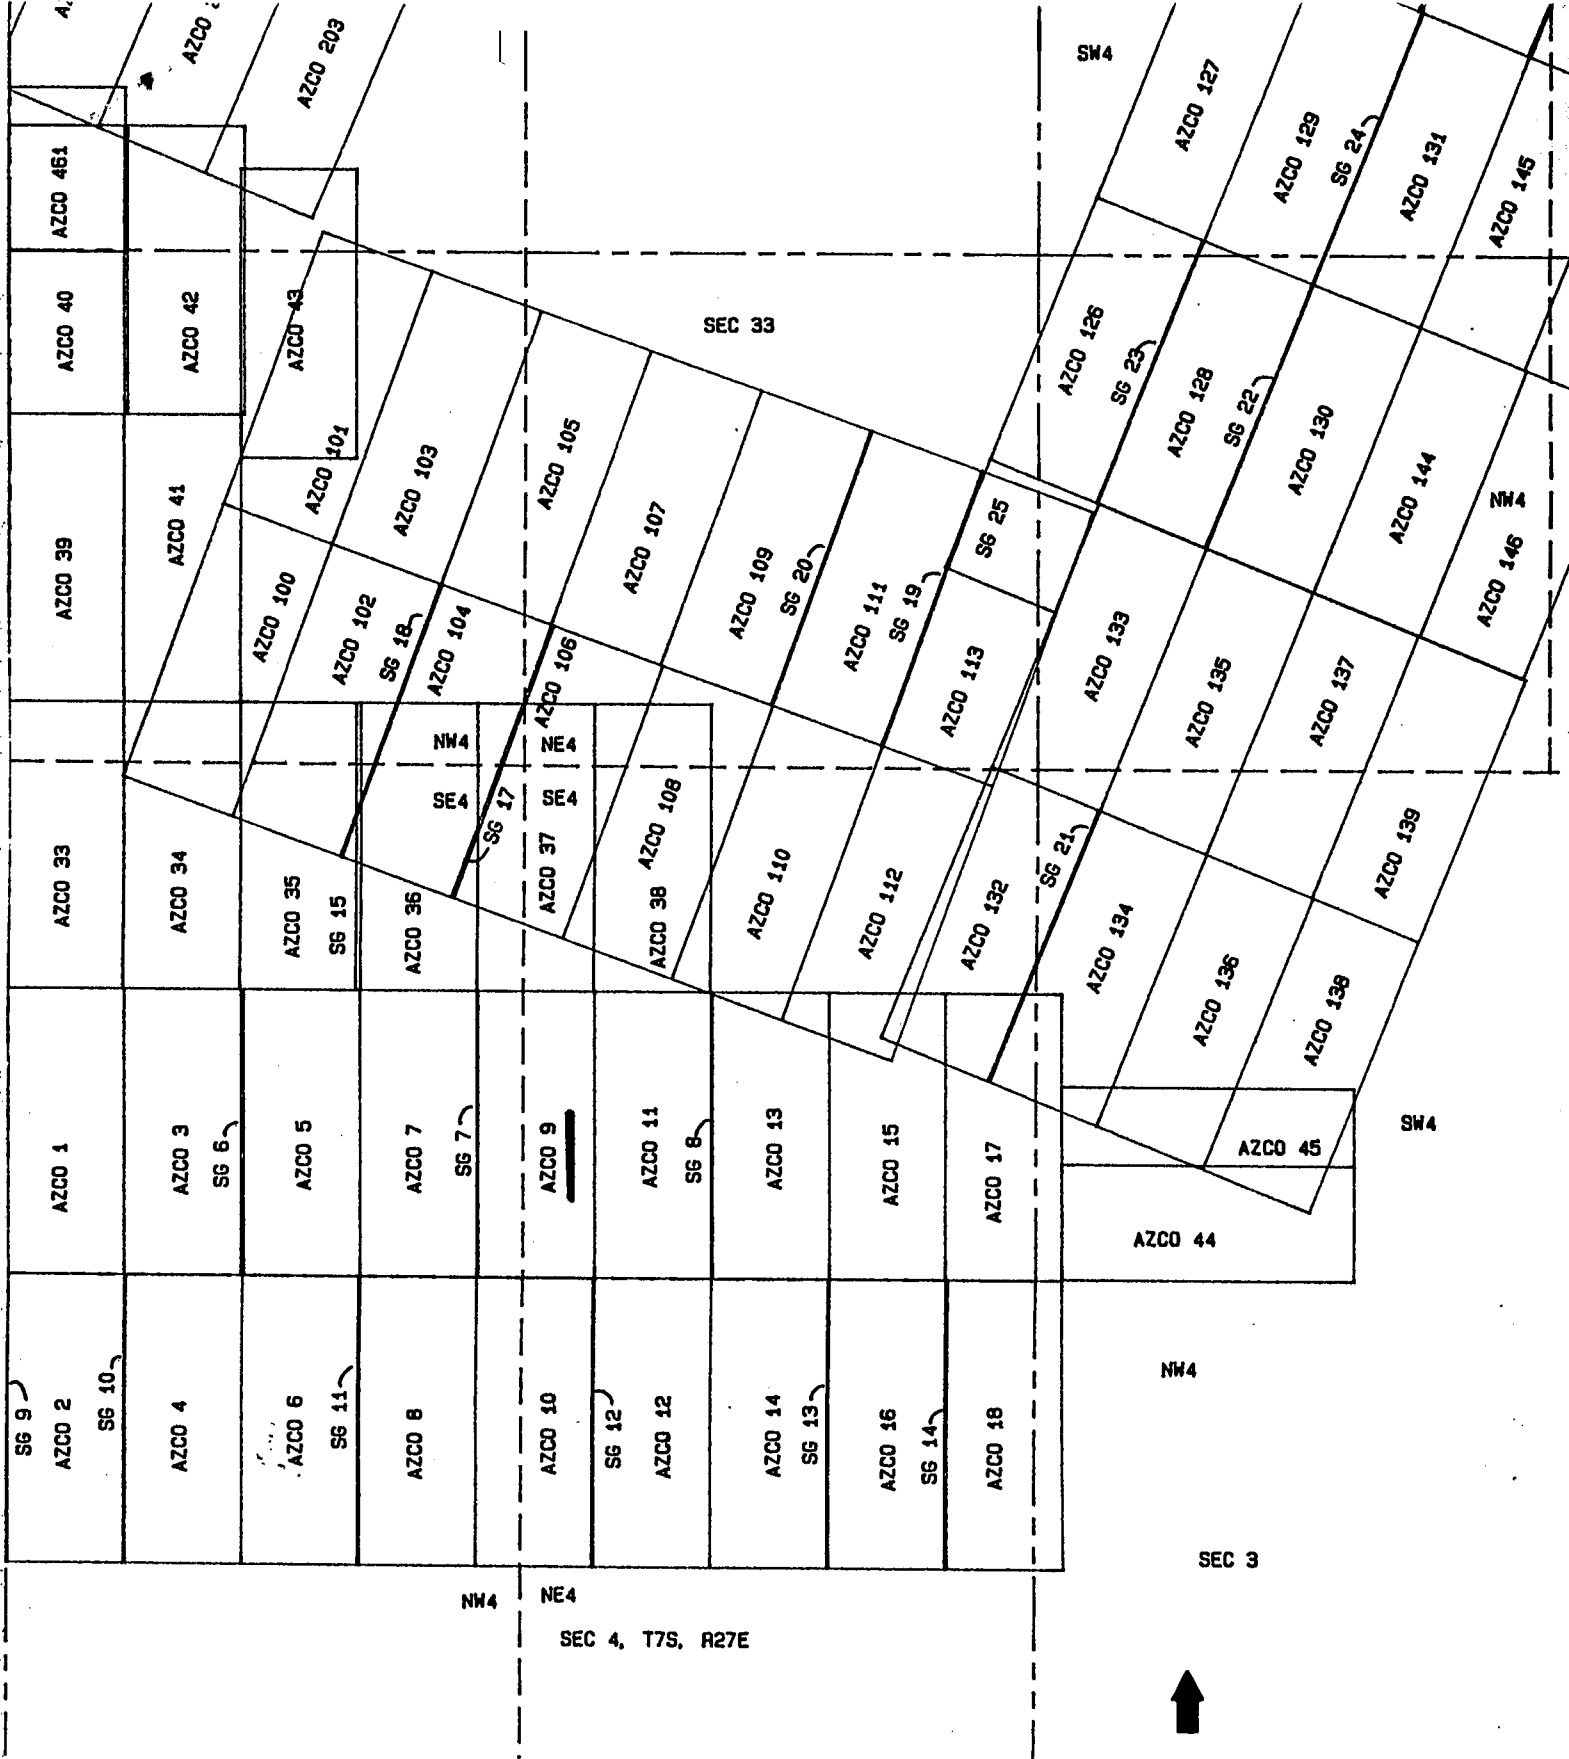 AZCO 203
SW4
AZCO 127
AZCO 129
SG 24
AZCO 131
AZCO 145
AZCO 461
AZCO 40
AZCO 42
AZCO 43
SEC 33
AZCO 126
SG 23
AZCO 128
SG 22
AZCO 130
AZCO 144
NW4
AZCO 146
AZCO 39
AZCO 41
AZCO 101
AZCO 103
AZCO 105
AZCO 107
AZCO 109
SG 20
AZCO 111
SG 19
SG 25
AZCO 100
AZCO 102
SG 18
AZCO 104
AZCO 106
AZCO 113
AZCO 133
AZCO 135
AZCO 137
AZCO 139
NW4
NE4
SE4
SE4
SG 17
AZCO 33
AZCO 34
AZCO 35
SG 15
AZCO 36
AZCO 37
AZCO 108
AZCO 38
AZCO 110
AZCO 112
AZCO 132
SG 21
AZCO 134
AZCO 136
AZCO 138
AZCO 1
AZCO 3
SG 6
AZCO 5
AZCO 7
SG 7
AZCO 9
AZCO 11
SG 8
AZCO 13
AZCO 15
AZCO 17
AZCO 45
SW4
AZCO 44
SG 9
AZCO 2
SG 10
AZCO 4
AZCO 6
SG 11
AZCO 8
AZCO 10
SG 12
AZCO 12
AZCO 14
SG 13
AZCO 16
SG 14
AZCO 18
NW4
SEC 3
NW4
NE4
SEC 4, T7S, R27E